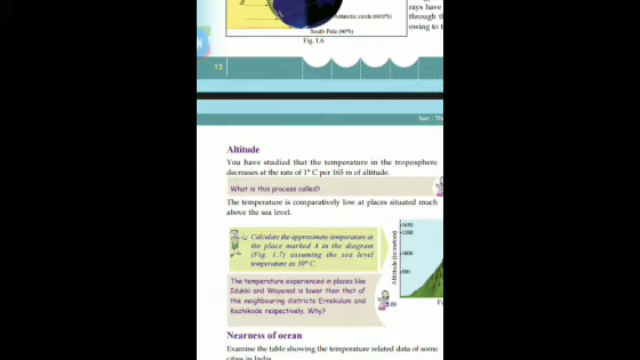 rays have
through th
owing to t
Antarctic circle (66½°S)
South Pole (90°S)
Fig. 1.6
12
Sun - Th
Altitude
You have studied that the temperature in the troposphere
decreases at the rate of 1° C per 165 m of altitude.
What is this process called?
The temperature is comparatively low at places situated much
above the sea level.
Calculate the approximate temperature at
the place marked A in the diagram
(Fig. 1.7) assuming the sea level
temperature as 30° C.
Altitude (in metres)
The temperature experienced in places like
Idukki and Wayanad is lower than that of
the neighbouring districts Ernakulum and
Kozhikode respectively. Why?
Nearness of ocean
Examine the table showing the temperature related data of some
cities in India